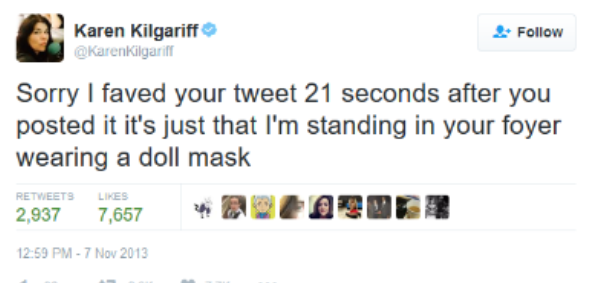 Karen Kilgariff
@KarenKilgariff
Follow
Sorry I faved your tweet 21 seconds after you
posted it it's just that I'm standing in your foyer
wearing a doll mask
RETWEETS LIKES
2,937 7,657
12:59 PM - 7 Nov 2013